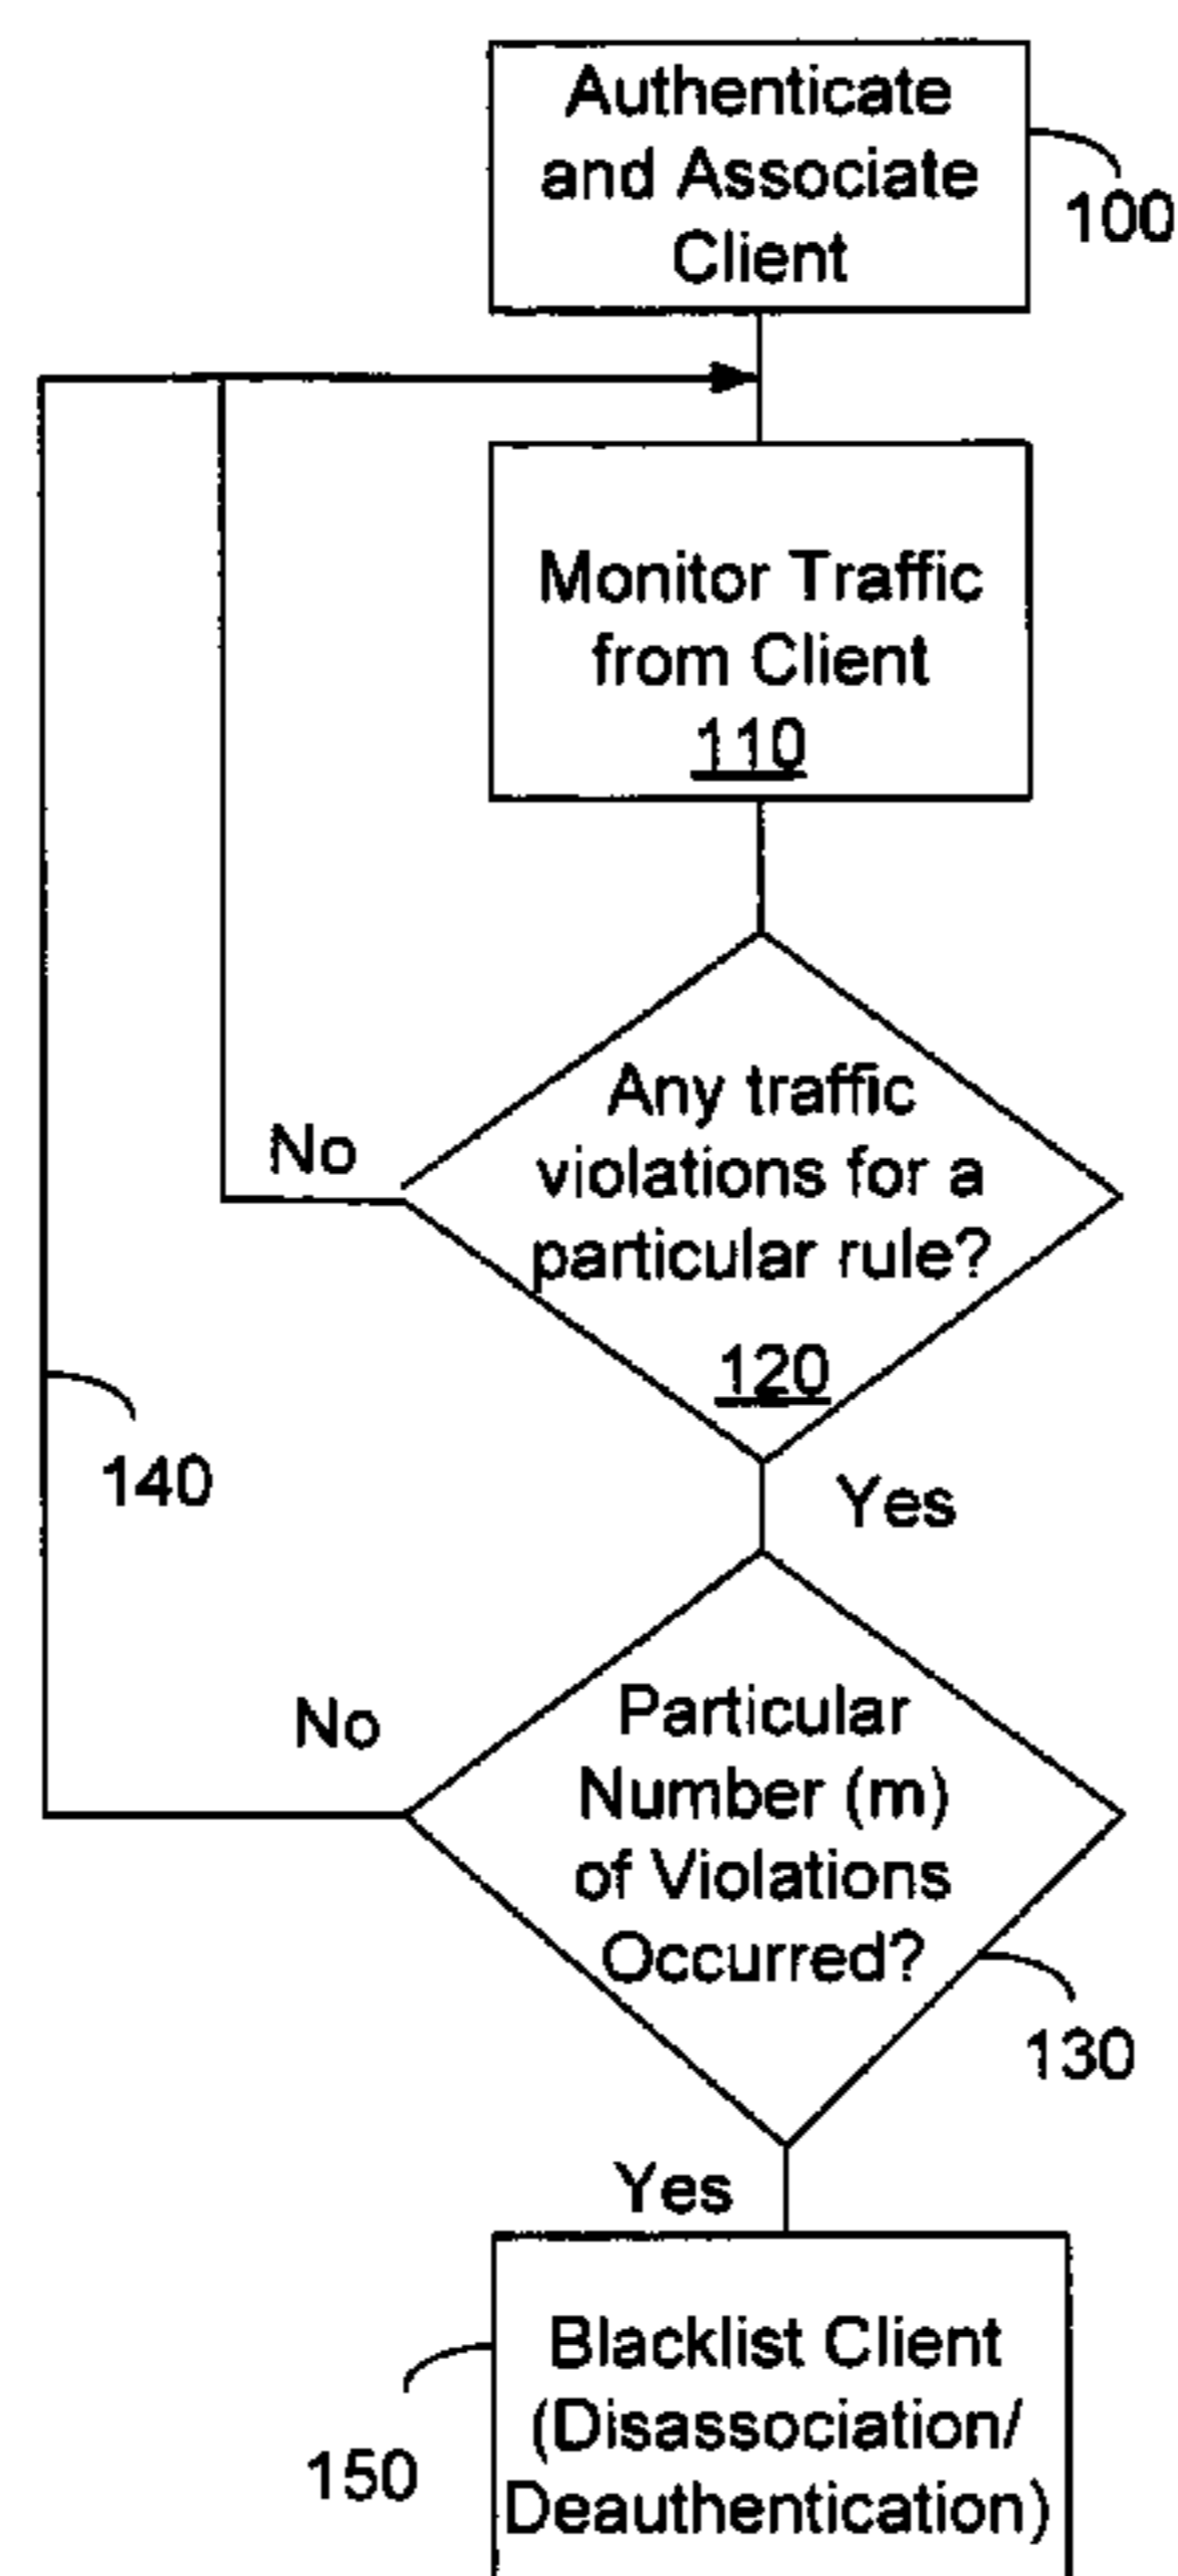 Authenticate
and Associate
Client
100
Monitor Traffic
from Client
110
Any traffic
violations for a
particular rule?
120
No
Yes
140
Particular
Number (m)
of Violations
Occurred?
No
130
Yes
Blacklist Client
(Disassociation/
Deauthentication)
150